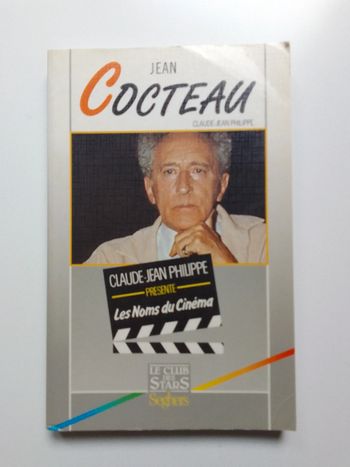 JEAN
COCTEAU
CLAUDE-JEAN PHILIPPE
CLAUDE-JEAN PHILIPPE
PRÉSENTE
Les Noms du Cinéma
LE CLUB
DES
STARS
Seghers